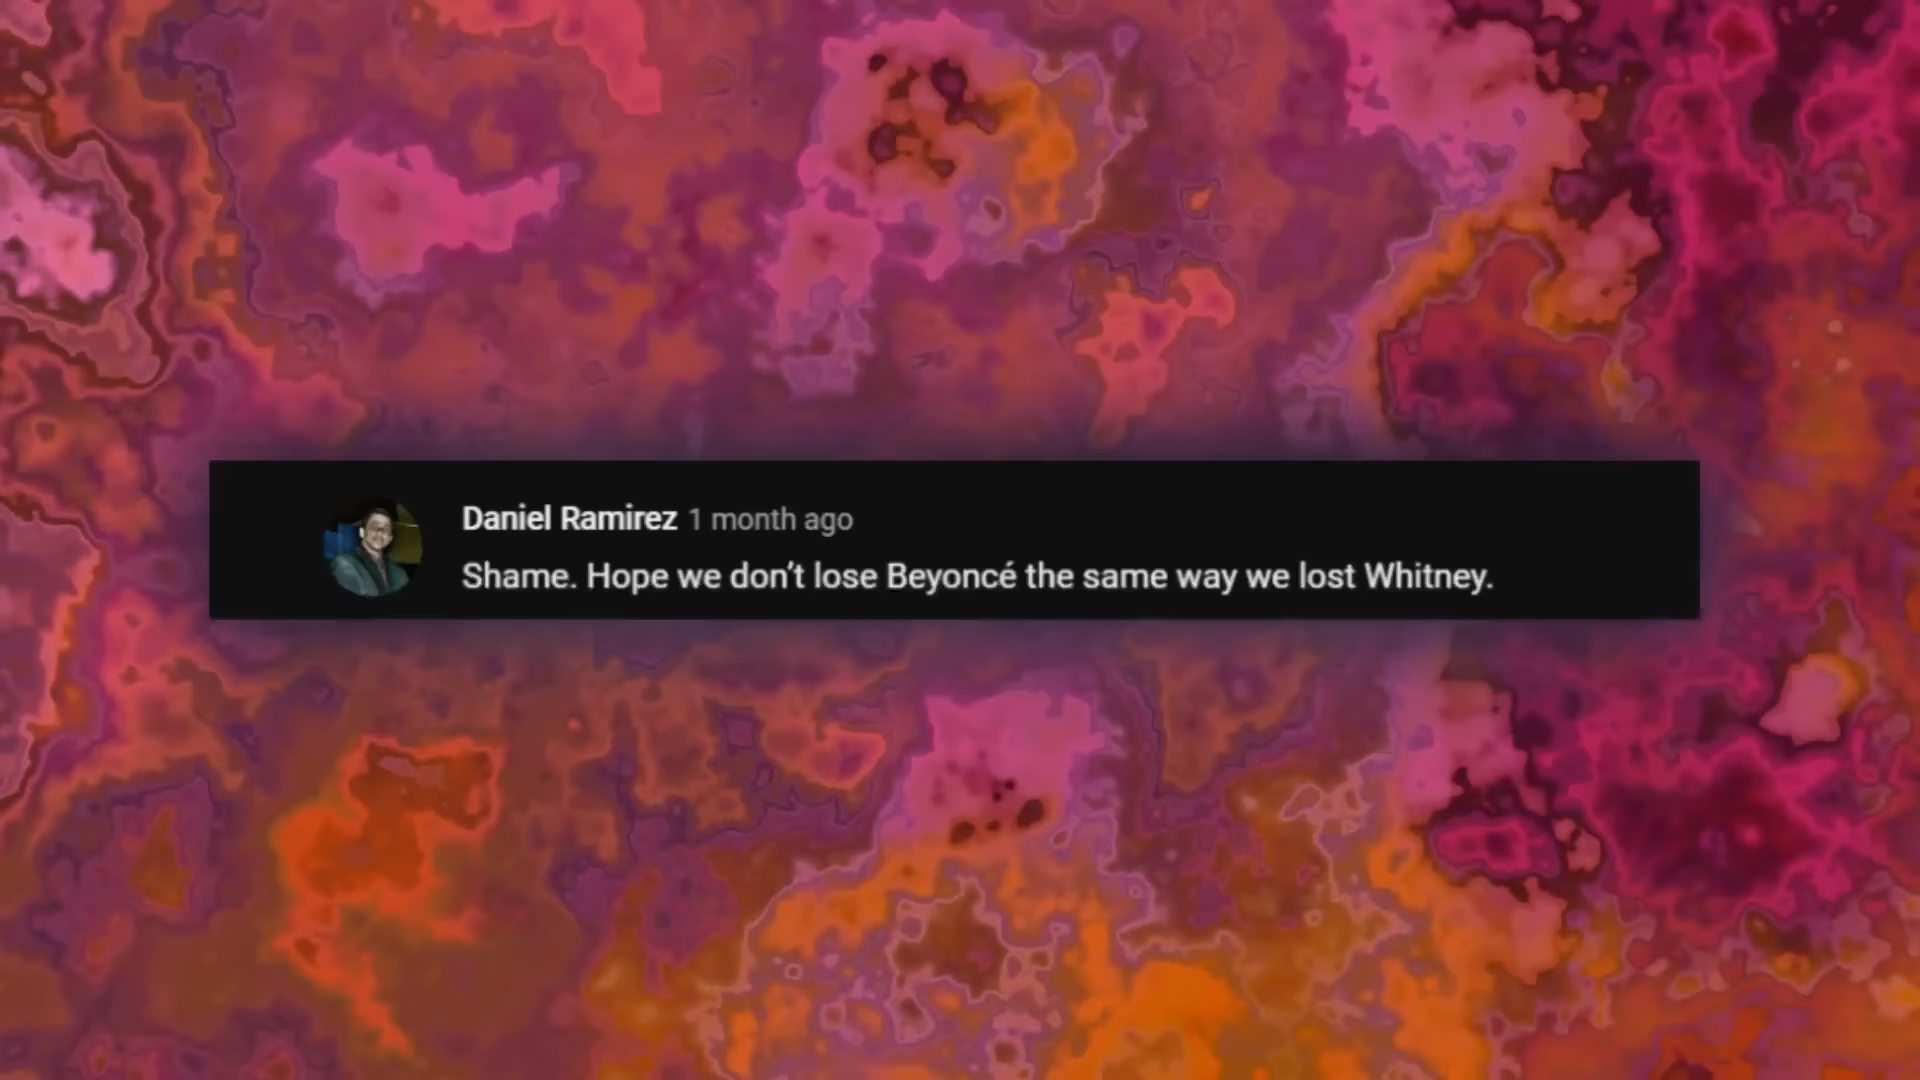 Daniel Ramirez 1 month ago
Shame. Hope we don’t lose Beyoncé the same way we lost Whitney.